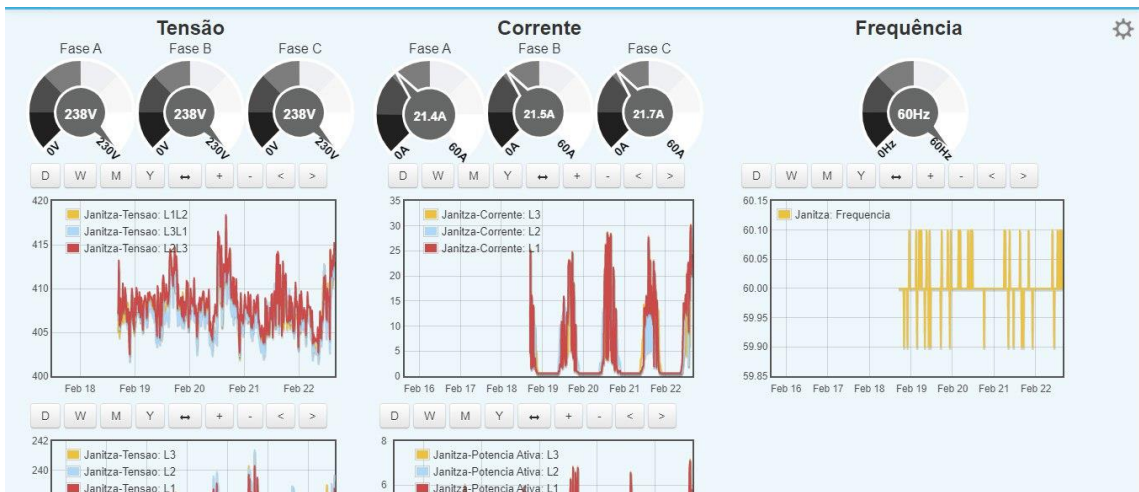 Tensão
Corrente
Frequência
Fase A Fase B Fase C
Fase A Fase B Fase C
238V 238V 238V
21.4A 21.5A 21.7A
60Hz
0V 230V 0V 230V 0V 230V
0A 60A 0A 60A 0A 60A
0Hz 60Hz
D W M Y ↔ + - < >
D W M Y ↔ + - < >
D W M Y ↔ + - < >
420
415
410
405
400
Janitza-Tensao: L1L2
Janitza-Tensao: L3L1
Janitza-Tensao: L2L3
Feb 18 Feb 19 Feb 20 Feb 21 Feb 22
35
30
25
20
15
10
5
0
Janitza-Corrente: L3
Janitza-Corrente: L2
Janitza-Corrente: L1
Feb 16 Feb 17 Feb 18 Feb 19 Feb 20 Feb 21 Feb 22
60.15
60.10
60.05
60.00
59.95
59.90
59.85
Janitza: Frequencia
Feb 16 Feb 17 Feb 18 Feb 19 Feb 20 Feb 21 Feb 22
D W M Y ↔ + - < >
D W M Y ↔ + - < >
242
240
Janitza-Tensao: L3
Janitza-Tensao: L2
Janitza-Tensao: L1
8
6
Janitza-Potencia Ativa: L3
Janitza-Potencia Ativa: L2
Janitza-Potencia Ativa: L1